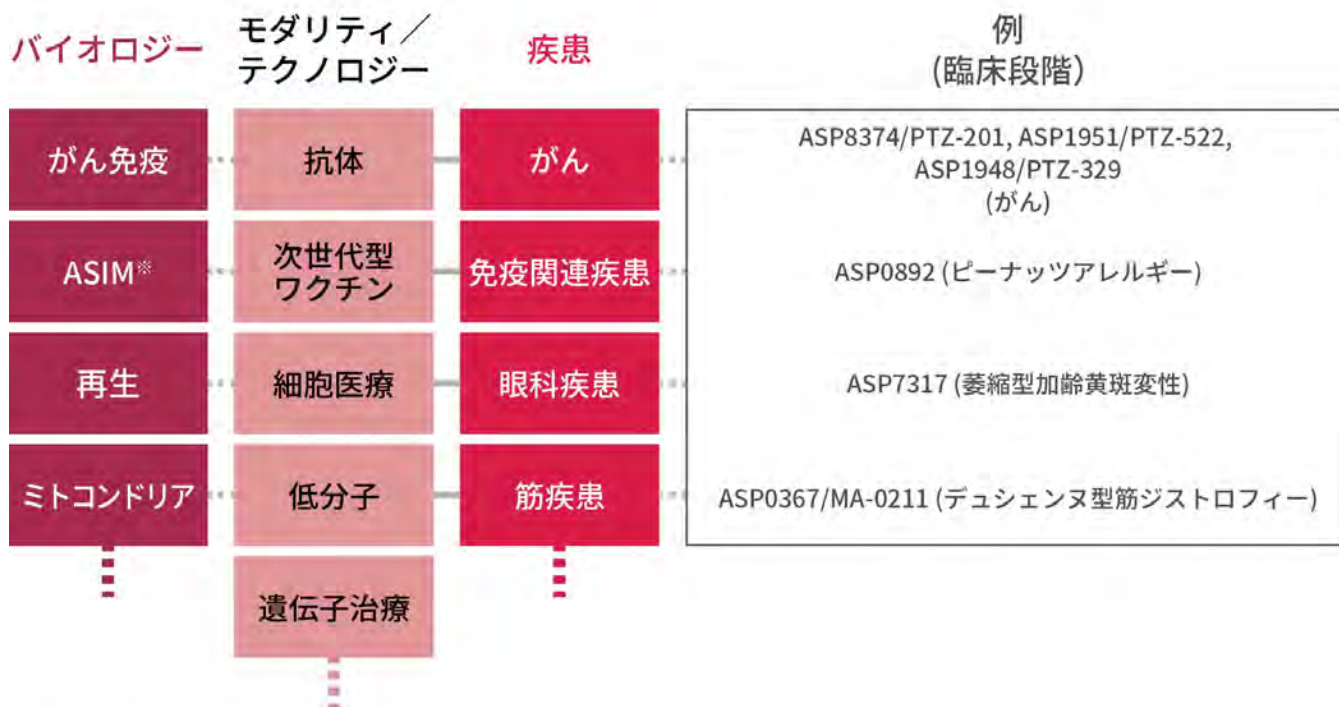 バイオロジー
モダリティ／
テクノロジー
疾患
例
(臨床段階）
がん免疫
抗体
がん
ASP8374/PTZ-201, ASP1951/PTZ-522,
ASP1948/PTZ-329
(がん)
ASIM※
次世代型
ワクチン
免疫関連疾患
ASP0892 (ピーナッツアレルギー)
再生
細胞医療
眼科疾患
ASP7317 (萎縮型加齢黄斑変性)
ミトコンドリア
低分子
筋疾患
ASP0367/MA-0211 (デュシェンヌ型筋ジストロフィー)
遺伝子治療